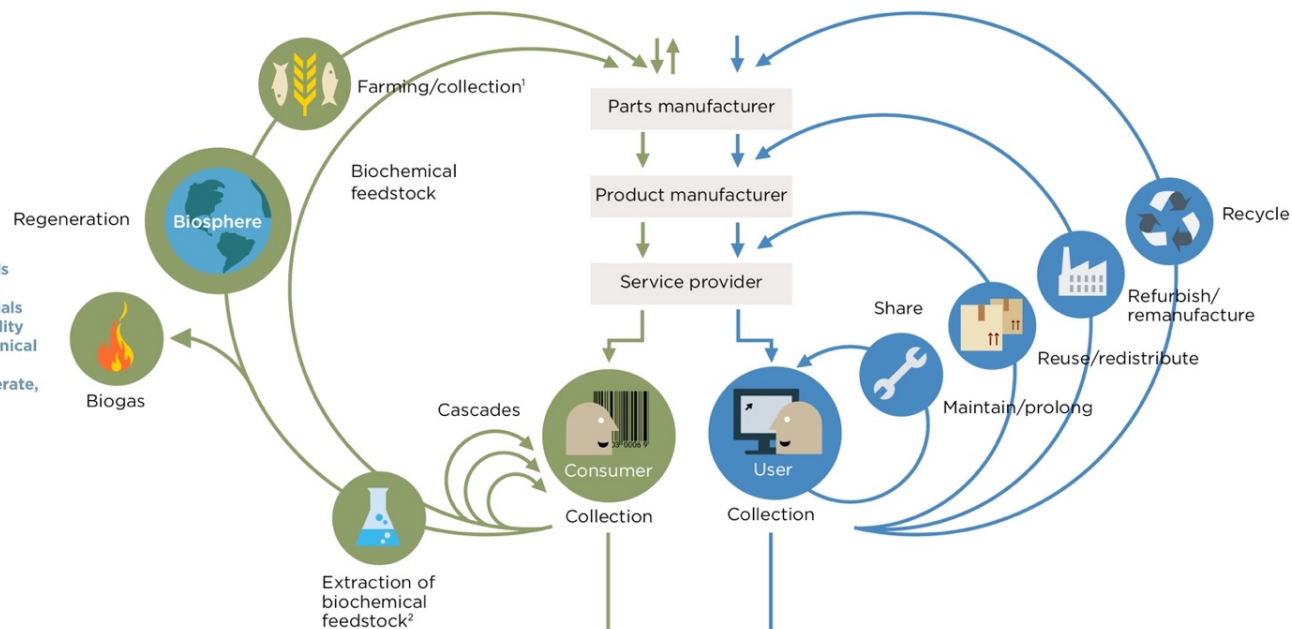 Farming/collection¹
Parts manufacturer
Biochemical
feedstock
Product manufacturer
Regeneration
Biosphere
Recycle
Service provider
Share
Refurbish/
remanufacture
Reuse/redistribute
Biogas
Cascades
Maintain/prolong
Consumer
User
Collection
Collection
Extraction of
biochemical
feedstock²